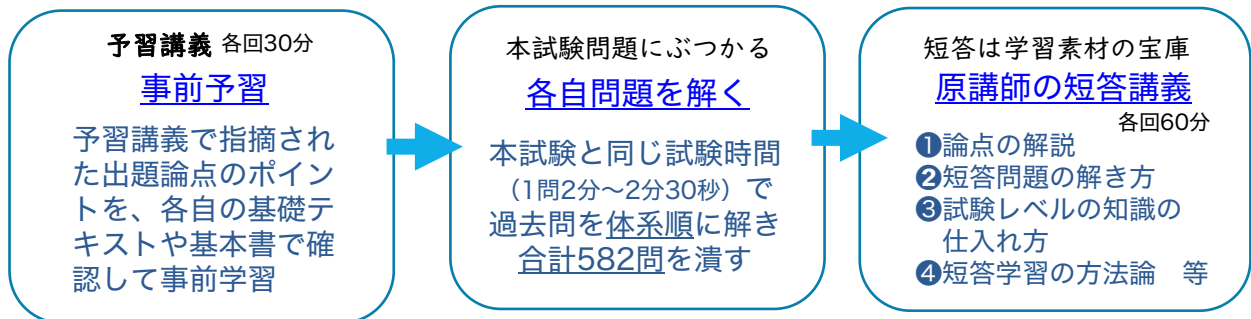 予習講義 各回30分
事前予習
予習講義で指摘され
た出題論点のポイン
トを、各自の基礎テ
キストや基本書で確
認して事前学習
本試験問題にぶつかる
各自問題を解く
本試験と同じ試験時間
（1問2分〜2分30秒）で
過去問を体系順に解き
合計582問を潰す
短答は学習素材の宝庫
原講師の短答講義
各回60分
❶論点の解説
❷短答問題の解き方
❸試験レベルの知識の
仕入れ方
❹短答学習の方法論　等